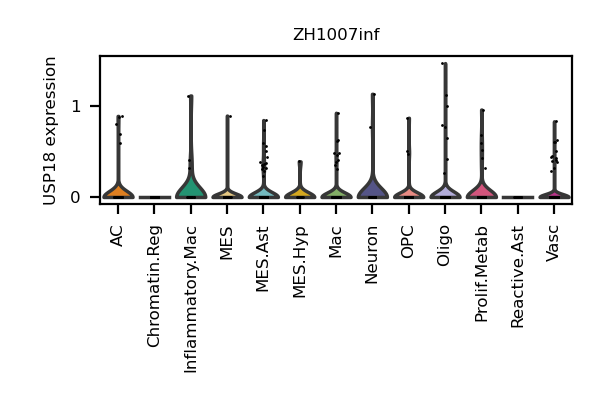 ZH1007inf
USP18 expression
1
0
AC
Chromatin.Reg
Inflammatory.Mac
MES
MES.Ast
MES.Hyp
Mac
Neuron
OPC
Oligo
Prolif.Metab
Reactive.Ast
Vasc